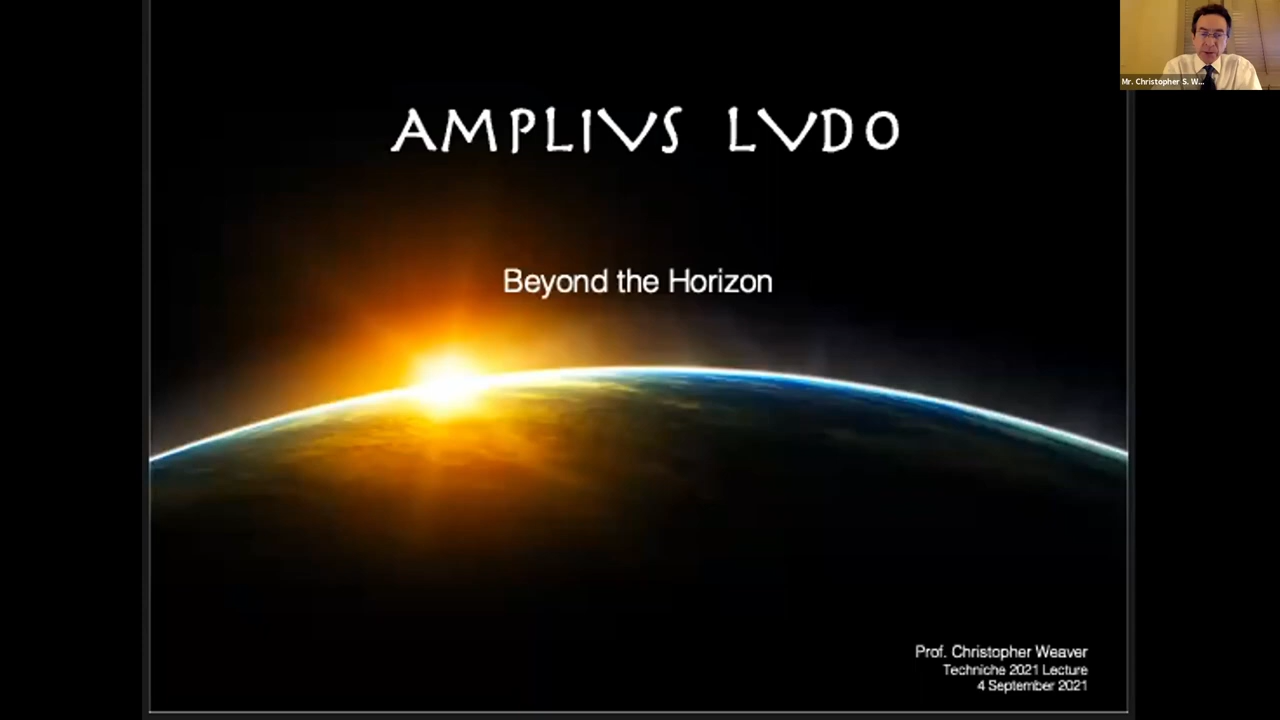 AMPLIVS LVDO
Beyond the Horizon
Prof. Christopher Weaver
Techniche 2021 Lecture
4 September 2021
Mr. Christopher S. W...